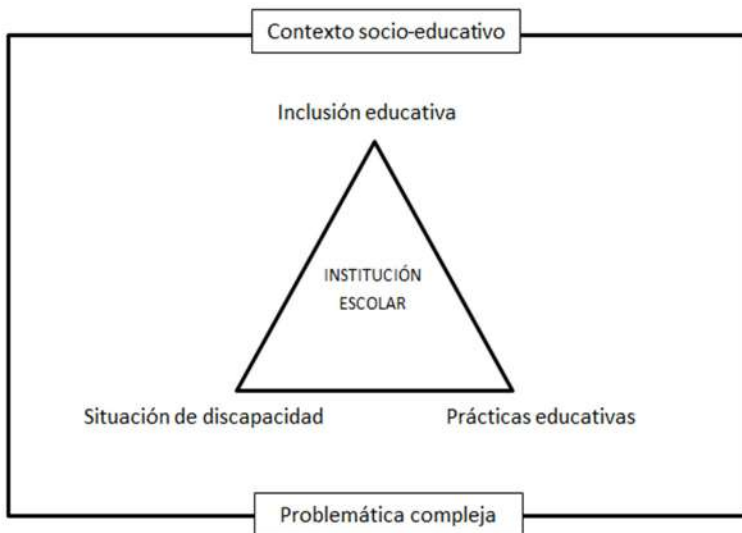 Contexto socio-educativo
Inclusión educativa
INSTITUCIÓN
ESCOLAR
Situación de discapacidad
Prácticas educativas
Problemática compleja